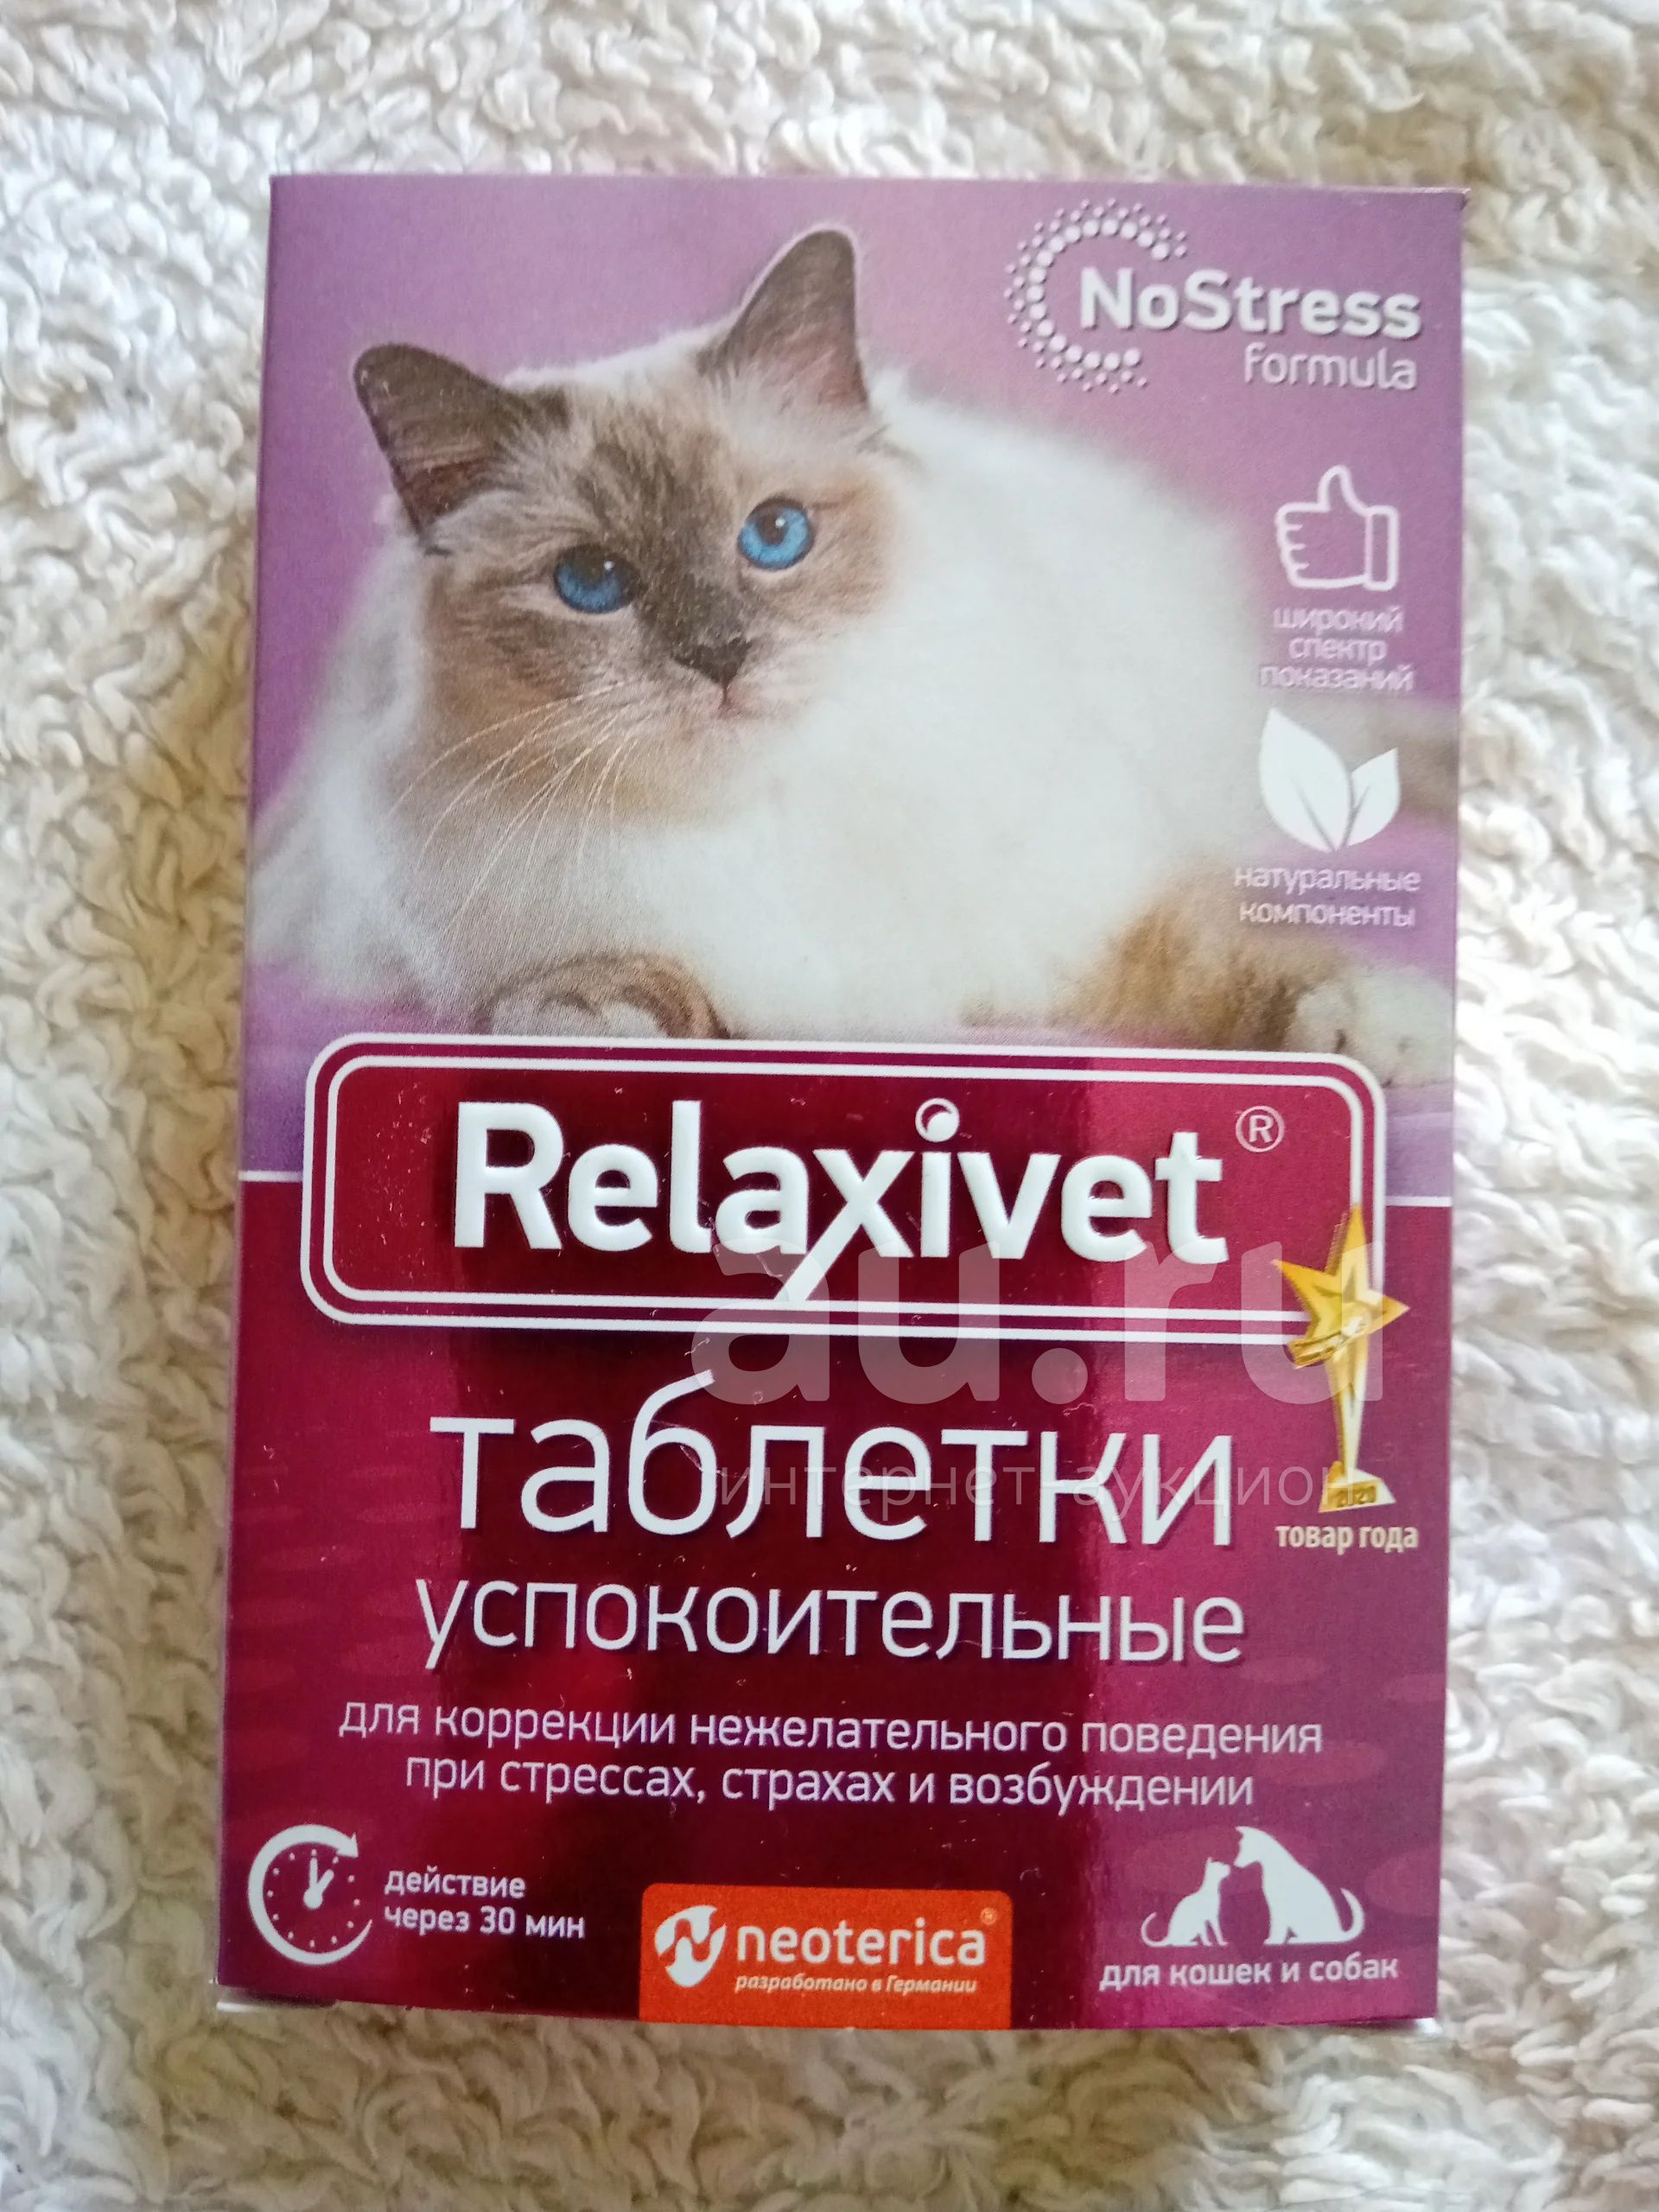 NoStress
formula
широкий
спектр
показаний
натуральные
компоненты
Relaxivet®
au.ru
таблетки
интернет-аукцион
2020
товар года
успокоительные
для коррекции нежелательного поведения
при стрессах, страхах и возбуждении
действие
через 30 мин
neoterica®
разработано в Германии
для кошек и собак